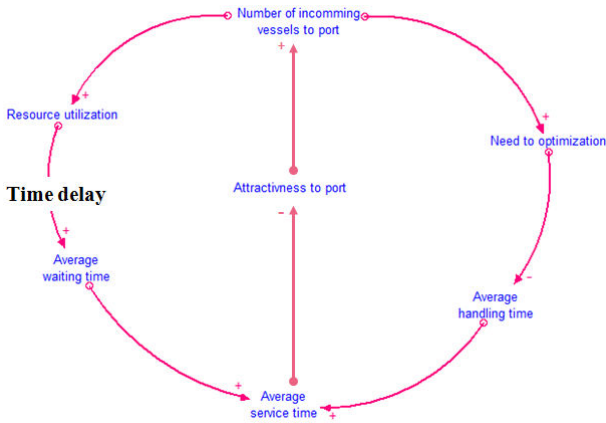 Number of incomming
vessels to port
+
+
Resource utilization
+
Need to optimization
Attractivness to port
Time delay
-
+
Average
waiting time
-
Average
handling time
+
Average
service time
+